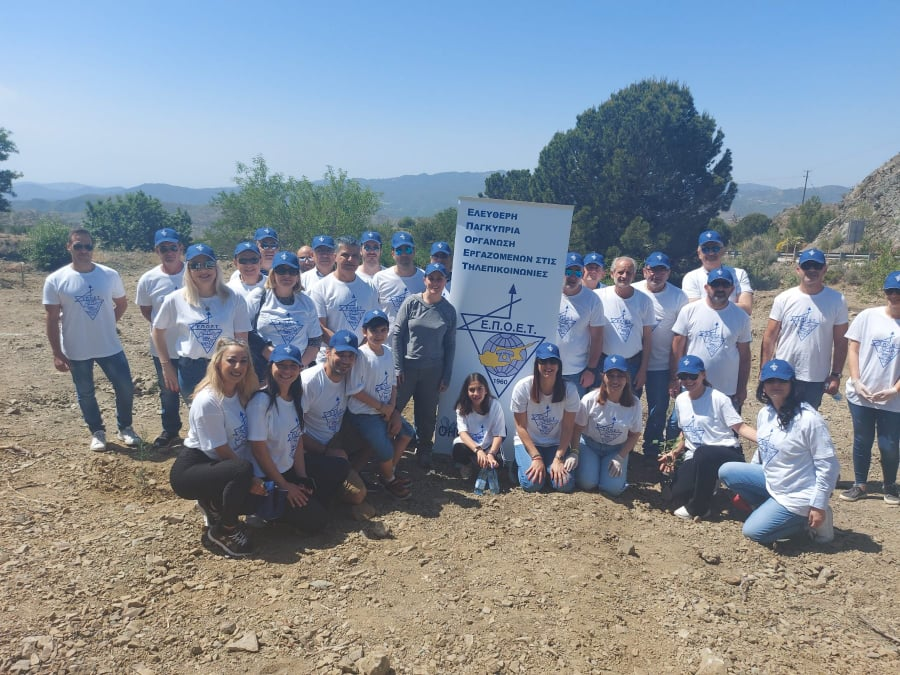 ΕΛΕΥΘΕΡΗ
ΠΑΓΚΥΠΡΙΑ
ΟΡΓΑΝΩΣΗ
ΕΡΓΑΖΟΜΕΝΩΝ ΣΤΙΣ
ΤΗΛΕΠΙΚΟΙΝΩΝΙΕΣ
Ε.Π.Ο.Ε.Τ.
1960